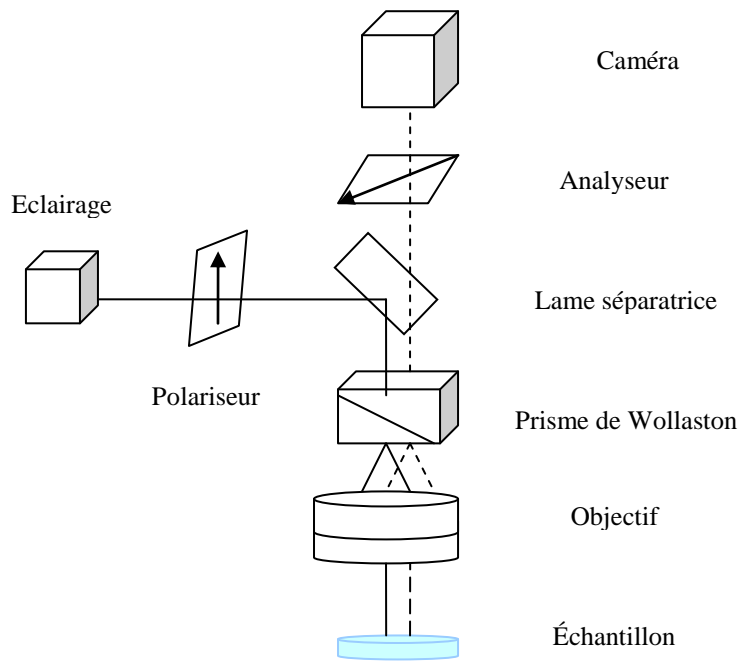 Caméra
Analyseur
Eclairage
Lame séparatrice
Polariseur
Prisme de Wollaston
Objectif
Échantillon